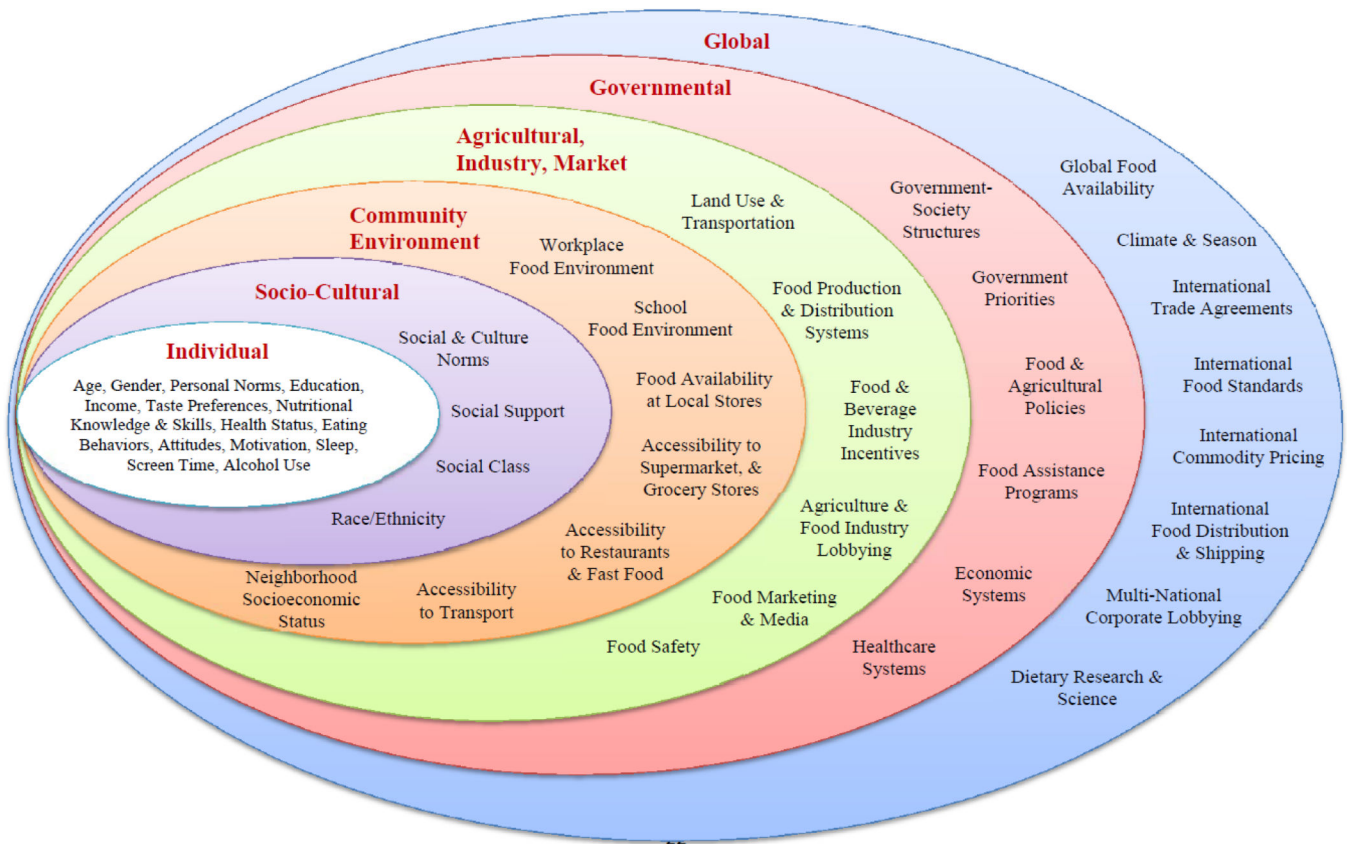 Global
Governmental
Agricultural,
Industry, Market
Community
Environment
Socio-Cultural
Individual
Age, Gender, Personal Norms, Education,
Income, Taste Preferences, Nutritional
Knowledge & Skills, Health Status, Eating
Behaviors, Attitudes, Motivation, Sleep,
Screen Time, Alcohol Use
Social & Culture
Norms
Social Support
Social Class
Race/Ethnicity
Workplace
Food Environment
School
Food Environment
Food Availability
at Local Stores
Accessibility to
Supermarket, &
Grocery Stores
Accessibility
to Restaurants
& Fast Food
Accessibility
to Transport
Neighborhood
Socioeconomic
Status
Land Use &
Transportation
Food Production
& Distribution
Systems
Food &
Beverage
Industry
Incentives
Agriculture &
Food Industry
Lobbying
Food Marketing
& Media
Food Safety
Government-
Society
Structures
Government
Priorities
Food &
Agricultural
Policies
Food Assistance
Programs
Economic
Systems
Healthcare
Systems
Global Food
Availability
Climate & Season
International
Trade Agreements
International
Food Standards
International
Commodity Pricing
International
Food Distribution
& Shipping
Multi-National
Corporate Lobbying
Dietary Research &
Science